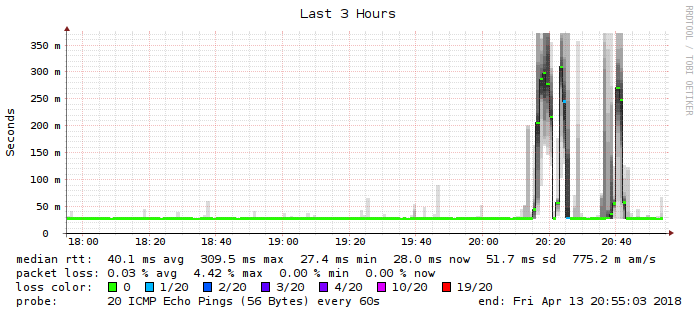 Last 3 Hours
RRDTOOL / TOBI OETIKER
Seconds
350 m
300 m
250 m
200 m
150 m
100 m
50 m
0
18:00 18:20 18:40 19:00 19:20 19:40 20:00 20:20 20:40
median rtt: 40.1 ms avg 309.5 ms max 27.4 ms min 28.0 ms now 51.7 ms sd 775.2 m am/s
packet loss: 0.03 % avg 4.42 % max 0.00 % min 0.00 % now
loss color: 0 1/20 2/20 3/20 4/20 10/20 19/20
probe: 20 ICMP Echo Pings (56 Bytes) every 60s end: Fri Apr 13 20:55:03 2018